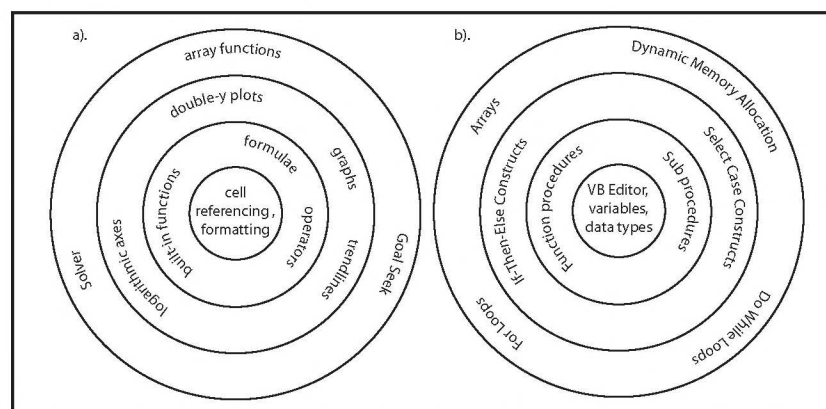 a).
array functions
double-y plots
formulae
graphs
cell
referencing ,
formatting
built-in functions
operators
trendlines
logarithmic axes
Solver
Goal Seek
b).
Dynamic Memory Allocation
Arrays
If-Then-Else Constructs
Select Case Constructs
Function procedures
Sub procedures
VB Editor,
variables,
data types
For Loops
Do While Loops